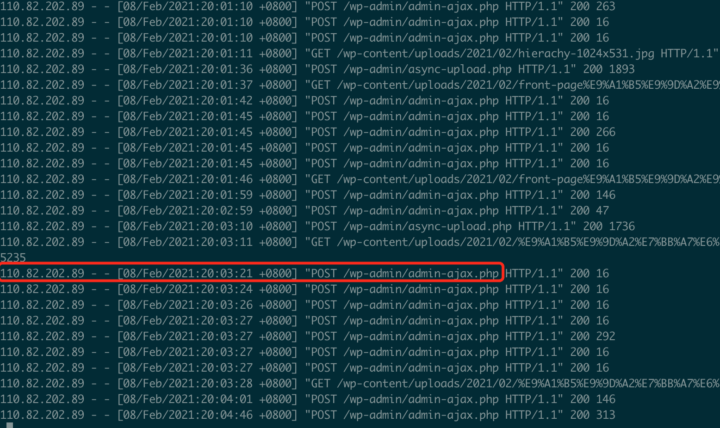 110.82.202.89 - - [08/Feb/2021:20:01:10 +0800] "POST /wp-admin/admin-ajax.php HTTP/1.1" 200 263
110.82.202.89 - - [08/Feb/2021:20:01:10 +0800] "POST /wp-admin/admin-ajax.php HTTP/1.1" 200 16
110.82.202.89 - - [08/Feb/2021:20:01:10 +0800] "POST /wp-admin/admin-ajax.php HTTP/1.1" 200 16
110.82.202.89 - - [08/Feb/2021:20:01:11 +0800] "GET /wp-content/uploads/2021/02/hierachy-1024x531.jpg HTTP/1.1"
110.82.202.89 - - [08/Feb/2021:20:01:36 +0800] "POST /wp-admin/async-upload.php HTTP/1.1" 200 1893
110.82.202.89 - - [08/Feb/2021:20:01:37 +0800] "GET /wp-content/uploads/2021/02/front-page%E9%A1%B5%E9%9D%A2%E9%
110.82.202.89 - - [08/Feb/2021:20:01:42 +0800] "POST /wp-admin/admin-ajax.php HTTP/1.1" 200 16
110.82.202.89 - - [08/Feb/2021:20:01:45 +0800] "POST /wp-admin/admin-ajax.php HTTP/1.1" 200 16
110.82.202.89 - - [08/Feb/2021:20:01:45 +0800] "POST /wp-admin/admin-ajax.php HTTP/1.1" 200 266
110.82.202.89 - - [08/Feb/2021:20:01:45 +0800] "POST /wp-admin/admin-ajax.php HTTP/1.1" 200 16
110.82.202.89 - - [08/Feb/2021:20:01:45 +0800] "POST /wp-admin/admin-ajax.php HTTP/1.1" 200 16
110.82.202.89 - - [08/Feb/2021:20:01:46 +0800] "GET /wp-content/uploads/2021/02/front-page%E9%A1%B5%E9%9D%A2%E9
110.82.202.89 - - [08/Feb/2021:20:01:59 +0800] "POST /wp-admin/admin-ajax.php HTTP/1.1" 200 146
110.82.202.89 - - [08/Feb/2021:20:02:59 +0800] "POST /wp-admin/admin-ajax.php HTTP/1.1" 200 47
110.82.202.89 - - [08/Feb/2021:20:03:10 +0800] "POST /wp-admin/async-upload.php HTTP/1.1" 200 1736
110.82.202.89 - - [08/Feb/2021:20:03:11 +0800] "GET /wp-content/uploads/2021/02/%E9%A1%B5%E9%9D%A2%E7%BB%A7%E6%
5235
110.82.202.89 - - [08/Feb/2021:20:03:21 +0800] "POST /wp-admin/admin-ajax.php HTTP/1.1" 200 16
110.82.202.89 - - [08/Feb/2021:20:03:24 +0800] "POST /wp-admin/admin-ajax.php HTTP/1.1" 200 16
110.82.202.89 - - [08/Feb/2021:20:03:26 +0800] "POST /wp-admin/admin-ajax.php HTTP/1.1" 200 16
110.82.202.89 - - [08/Feb/2021:20:03:27 +0800] "POST /wp-admin/admin-ajax.php HTTP/1.1" 200 16
110.82.202.89 - - [08/Feb/2021:20:03:27 +0800] "POST /wp-admin/admin-ajax.php HTTP/1.1" 200 292
110.82.202.89 - - [08/Feb/2021:20:03:27 +0800] "POST /wp-admin/admin-ajax.php HTTP/1.1" 200 16
110.82.202.89 - - [08/Feb/2021:20:03:27 +0800] "POST /wp-admin/admin-ajax.php HTTP/1.1" 200 16
110.82.202.89 - - [08/Feb/2021:20:03:28 +0800] "GET /wp-content/uploads/2021/02/%E9%A1%B5%E9%9D%A2%E7%BB%A7%E6%
110.82.202.89 - - [08/Feb/2021:20:04:01 +0800] "POST /wp-admin/admin-ajax.php HTTP/1.1" 200 146
110.82.202.89 - - [08/Feb/2021:20:04:46 +0800] "POST /wp-admin/admin-ajax.php HTTP/1.1" 200 313